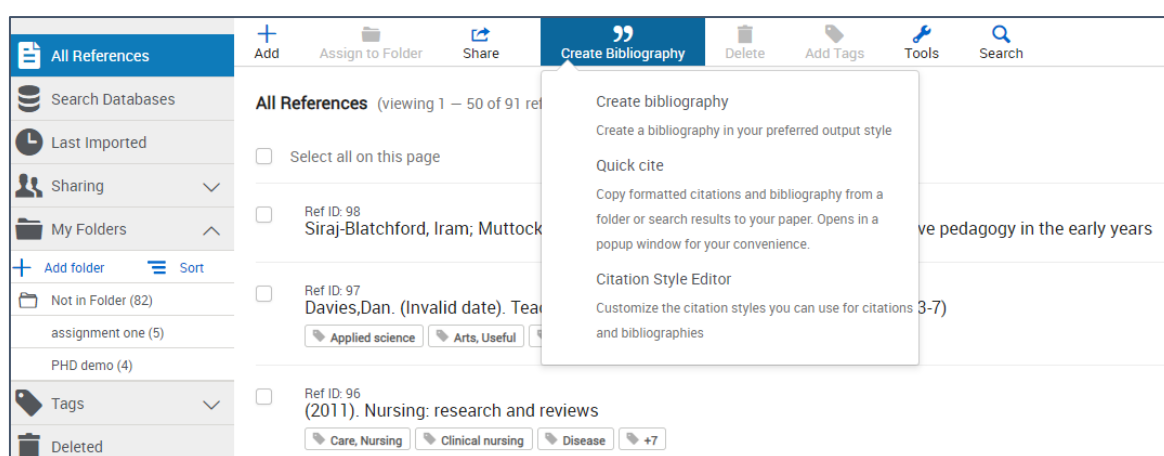 Add
Assign to Folder
Share
Create Bibliography
Delete
Add Tags
Tools
Search
All References
Search Databases
Last Imported
Sharing
My Folders
Add folder
Sort
Not in Folder (82)
assignment one (5)
PHD demo (4)
Tags
Deleted
All References (viewing 1 – 50 of 91
Select all on this page
Ref ID: 98
Siraj-Blatchford, Iram; Muttock
pedagogy in the early years
Ref ID: 97
Davies,Dan. (Invalid date).
3-7)
Applied science
Arts, Useful
Ref ID: 96
(2011). Nursing: research and reviews
Care, Nursing
Clinical nursing
Disease
+7
Create bibliography
Create a bibliography in your preferred output style
Quick cite
Copy formatted citations and bibliography from a
folder or search results to your paper. Opens in a
popup window for your convenience.
Citation Style Editor
Customize the citation styles you can use for citations
and bibliographies